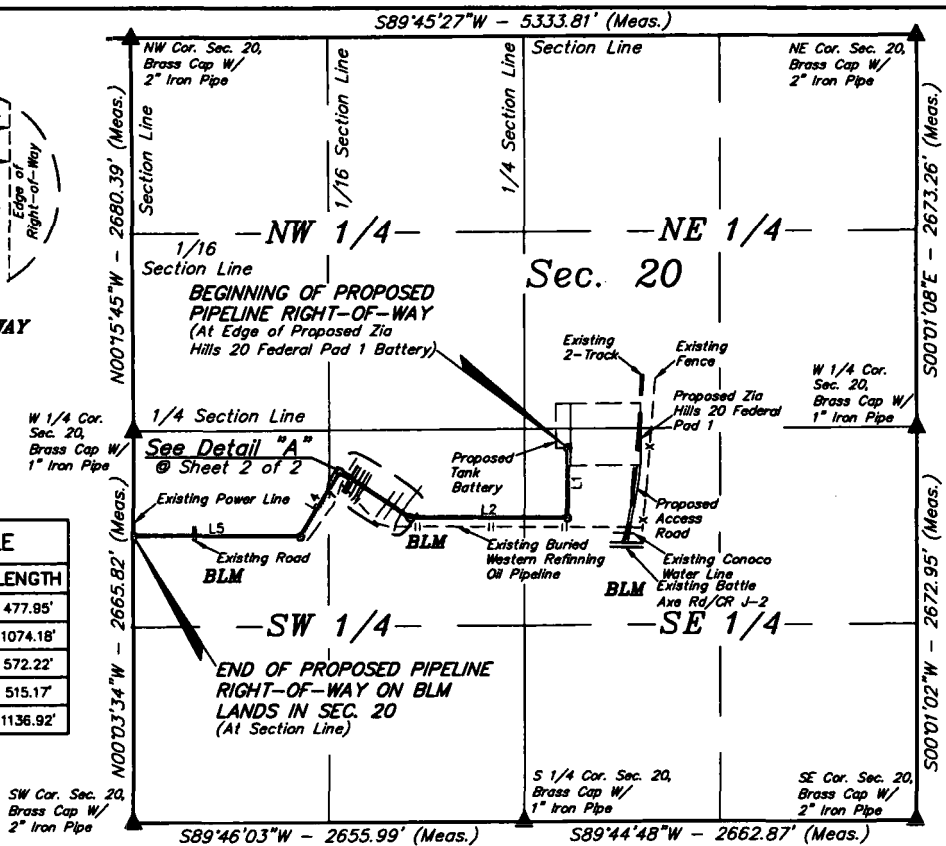 S89°45'27"W - 5333.81' (Meas.)
NW Cor. Sec. 20,
Brass Cap W/
2" Iron Pipe
Section Line
NE Cor. Sec. 20,
Brass Cap W/
2" Iron Pipe
Edge of
Right-of-Way
WAY
N00°15'45"W - 2680.39' (Meas.)
Section Line
1/16 Section Line
1/4 Section Line
S00°01'08"E - 2673.26' (Meas.)
NW 1/4
NE 1/4
1/16
Section Line
Sec. 20
BEGINNING OF PROPOSED
PIPELINE RIGHT-OF-WAY
(At Edge of Proposed Zia
Hills 20 Federal Pad 1 Battery)
Existing
2-Track
Existing
Fence
Proposed Zia
Hills 20 Federal
Pad 1
W 1/4 Cor.
Sec. 20,
Brass Cap W/
1" Iron Pipe
W 1/4 Cor.
Sec. 20,
Brass Cap W/
1" Iron Pipe
1/4 Section Line
See Detail "A"
@ Sheet 2 of 2
Proposed
Tank
Battery
L1
L2
L4
L5
Existing Power Line
Existing Road
BLM
BLM
Existing Buried
Western Refinning
Oil Pipeline
Proposed
Access
Road
Existing Conoco
Water Line
BLM
Existing Battle
Axe Rd/CR J-2
E
LENGTH
477.95'
1074.18'
572.22'
515.17'
1136.92'
N00°03'34"W - 2665.82' (Meas.)
SW 1/4
SE 1/4
S00°01'02"W - 2672.95' (Meas.)
END OF PROPOSED PIPELINE
RIGHT-OF-WAY ON BLM
LANDS IN SEC. 20
(At Section Line)
SW Cor. Sec. 20,
Brass Cap W/
2" Iron Pipe
S 1/4 Cor. Sec. 20,
Brass Cap W/
1" Iron Pipe
SE Cor. Sec. 20,
Brass Cap W/
2" Iron Pipe
S89°46'03"W - 2655.99' (Meas.)
S89°44'48"W - 2662.87' (Meas.)